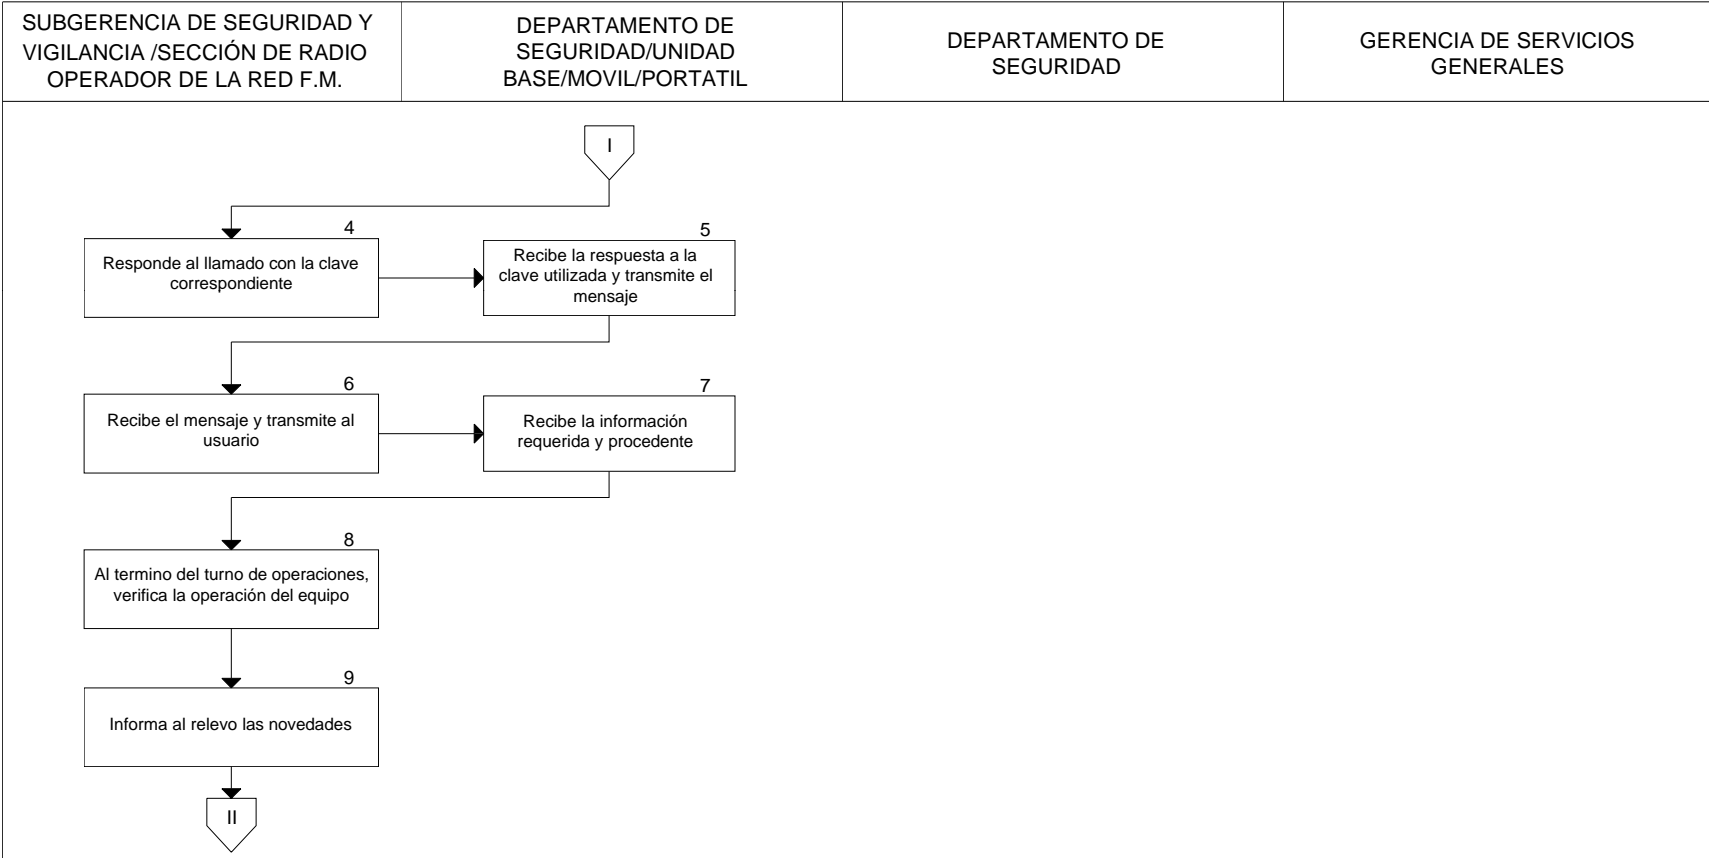 SUBGERENCIA DE SEGURIDAD Y
VIGILANCIA /SECCIÓN DE RADIO
OPERADOR DE LA RED F.M.
DEPARTAMENTO DE
SEGURIDAD/UNIDAD
BASE/MOVIL/PORTATIL
DEPARTAMENTO DE
SEGURIDAD
GERENCIA DE SERVICIOS
GENERALES
I
4
Responde al llamado con la clave
correspondiente
5
Recibe la respuesta a la
clave utilizada y transmite el
mensaje
6
Recibe el mensaje y transmite al
usuario
7
Recibe la información
requerida y procedente
8
Al termino del turno de operaciones,
verifica la operación del equipo
9
Informa al relevo las novedades
II